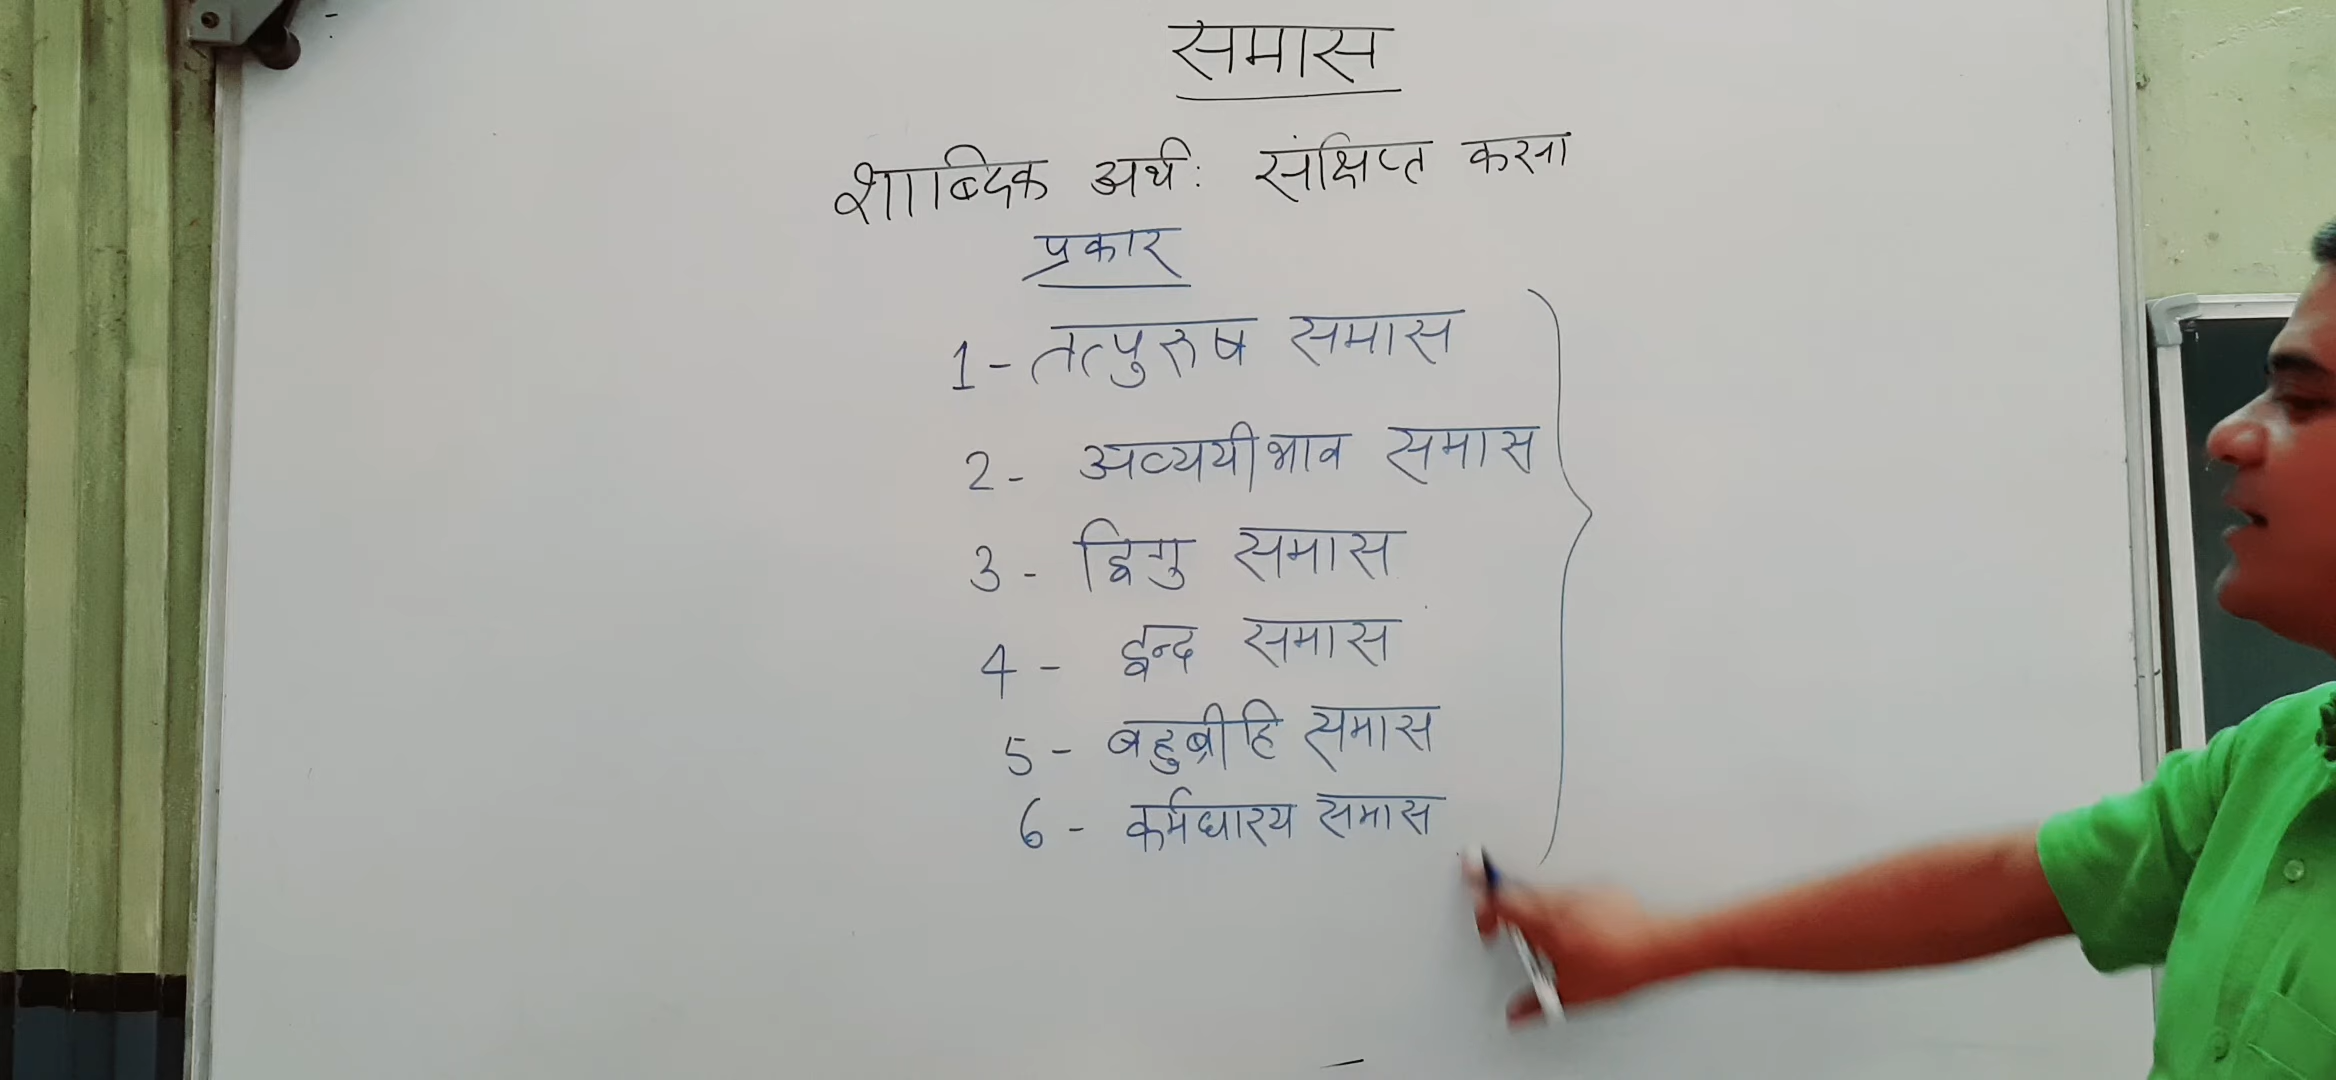 समास
शाब्दिक अर्थ: संक्षिप्त करना
प्रकार
1- तत्पुरूष समास
2- अव्ययीभाव समास
3- द्विगु समास
4- द्वन्द समास
5- बहुब्रीहि समास
6- कर्मधारय समास